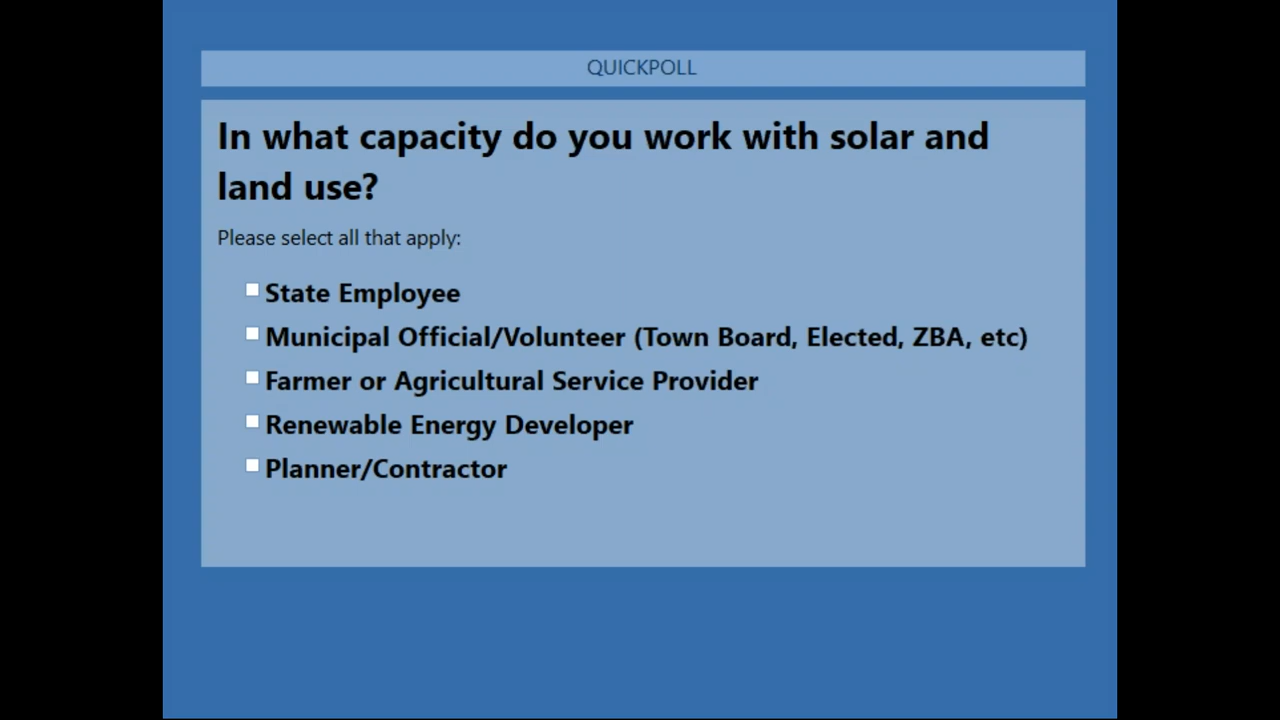 QUICKPOLL
In what capacity do you work with solar and
land use?
Please select all that apply:
State Employee
Municipal Official/Volunteer (Town Board, Elected, ZBA, etc)
Farmer or Agricultural Service Provider
Renewable Energy Developer
Planner/Contractor